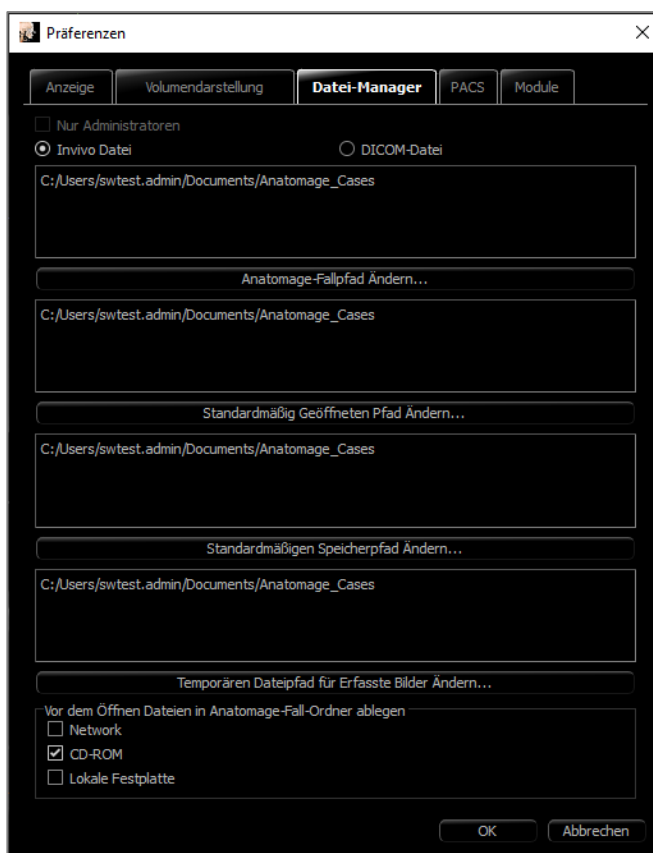 Präferenzen
Anzeige Volumendarstellung Datei-Manager PACS Module
Nur Administratoren
Invivo Datei DICOM-Datei
C:/Users/swtest.admin/Documents/Anatomage_Cases
Anatomage-Fallpfad Ändern...
C:/Users/swtest.admin/Documents/Anatomage_Cases
Standardmäßig Geöffneten Pfad Ändern...
C:/Users/swtest.admin/Documents/Anatomage_Cases
Standardmäßigen Speicherpfad Ändern...
C:/Users/swtest.admin/Documents/Anatomage_Cases
Temporären Dateipfad für Erfasste Bilder Ändern...
Vor dem Öffnen Dateien in Anatomage-Fall-Ordner ablegen
Network
CD-ROM
Lokale Festplatte
OK Abbrechen